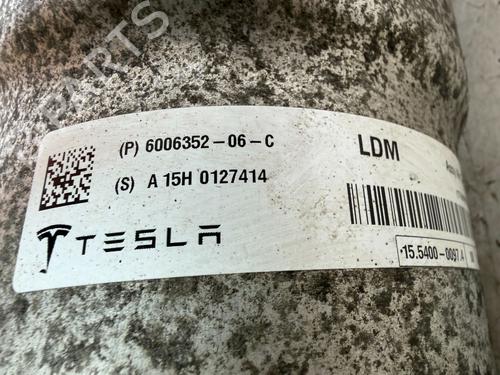 (P) 6006352-06-C
LDM
(S) A 15H 0127414
TESLA
15.5400-0097.A
PARTS